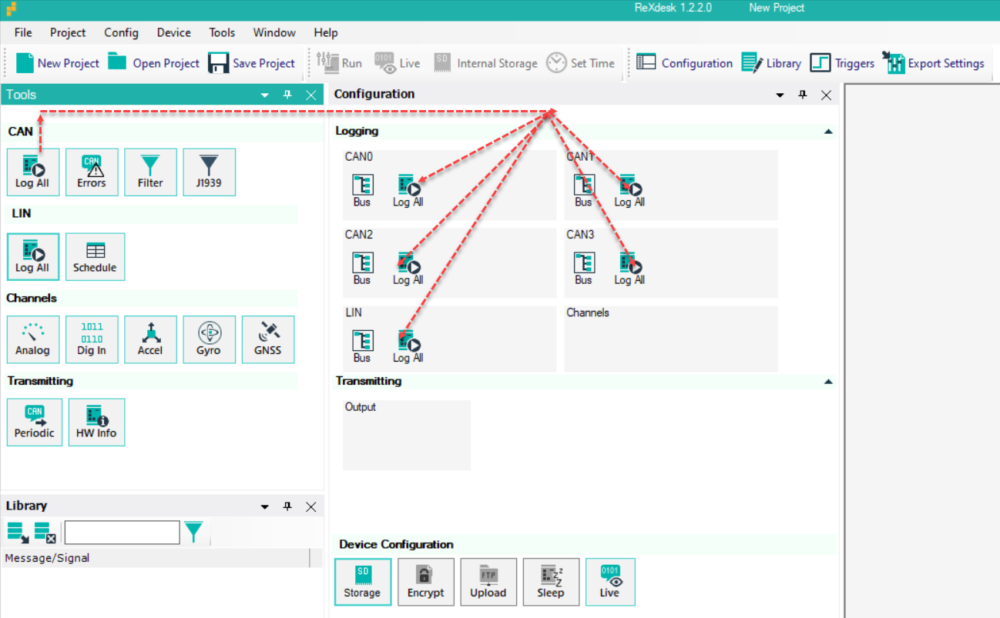 ReXdesk 1.2.2.0 New Project
File Project Config Device Tools Window Help
New Project Open Project Save Project Run 0101 Live SD Internal Storage Set Time Configuration Library Triggers Export Settings
Tools
CAN
Log All
CAN Errors
Filter
J1939
LIN
Log All
Schedule
Channels
Analog
1011
0110
Dig In
Accel
Gyro
GNSS
Transmitting
CAN
Periodic
HW Info
Library
Message/Signal
Configuration
Logging
CAN0
Bus Log All
CAN1
Bus Log All
CAN2
Bus Log All
CAN3
Bus Log All
LIN
Bus Log All
Channels
Transmitting
Output
Device Configuration
SD
Storage
Encrypt
FTP
Upload
zzZ
Sleep
0101
Live